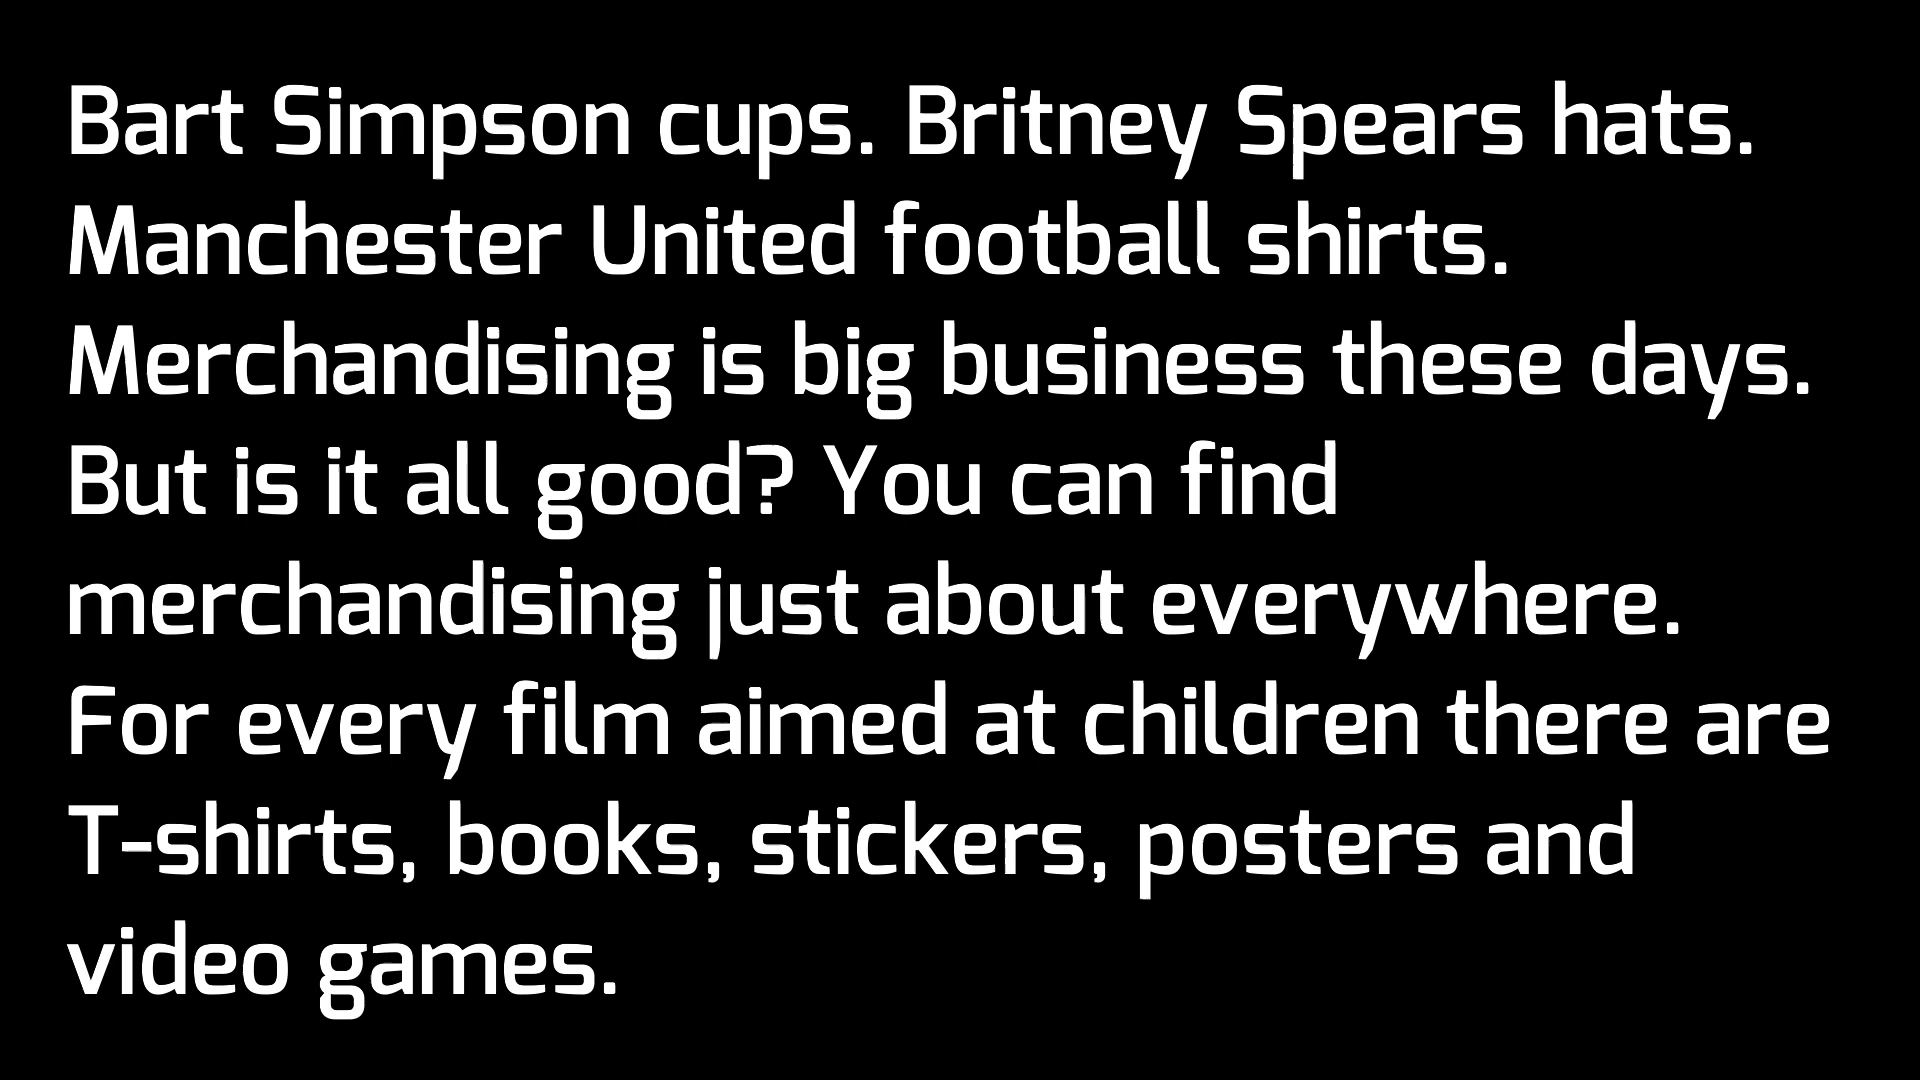 Bart Simpson cups. Britney Spears hats.
Manchester United football shirts.
Merchandising is big business these days.
But is it all good? You can find
merchandising just about everywhere.
For every film aimed at children there are
T-shirts, books, stickers, posters and
video games.